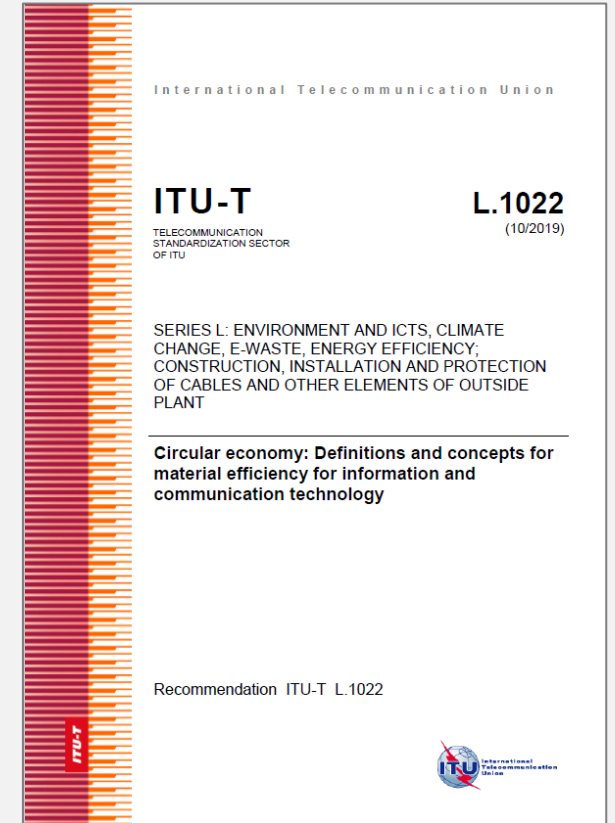 International Telecommunication Union
ITU-T
L.1022
TELECOMMUNICATION
STANDARDIZATION SECTOR
OF ITU
(10/2019)
SERIES L: ENVIRONMENT AND ICTS, CLIMATE
CHANGE, E-WASTE, ENERGY EFFICIENCY;
CONSTRUCTION, INSTALLATION AND PROTECTION
OF CABLES AND OTHER ELEMENTS OF OUTSIDE
PLANT
Circular economy: Definitions and concepts for
material efficiency for information and
communication technology
Recommendation ITU-T L.1022
ITU-T
ITU
International
Telecommunication
Union